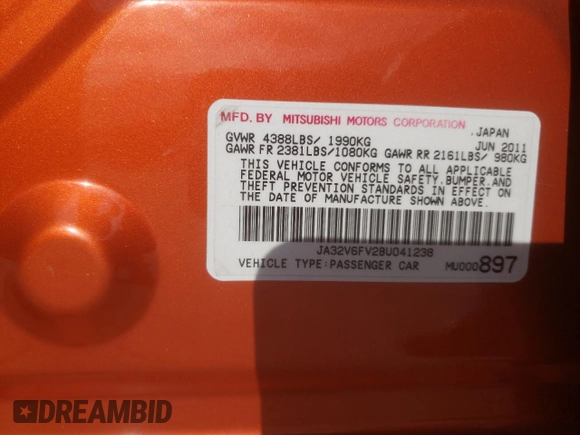 MFD. BY MITSUBISHI MOTORS CORPORATION, JAPAN
GVWR 4388LBS/ 1990KG JUN 2011
GAWR FR 2381LBS/1080KG GAWR RR 2161LBS/ 980KG
THIS VEHICLE CONFORMS TO ALL APPLICABLE
FEDERAL MOTOR VEHICLE SAFETY,BUMPER,AND
THEFT PREVENTION STANDARDS IN EFFECT ON
THE DATE OF MANUFACTURE SHOWN ABOVE.
JA32V6FV2BU041238
VEHICLE TYPE:PASSENGER CAR MU000897
DREAMBID